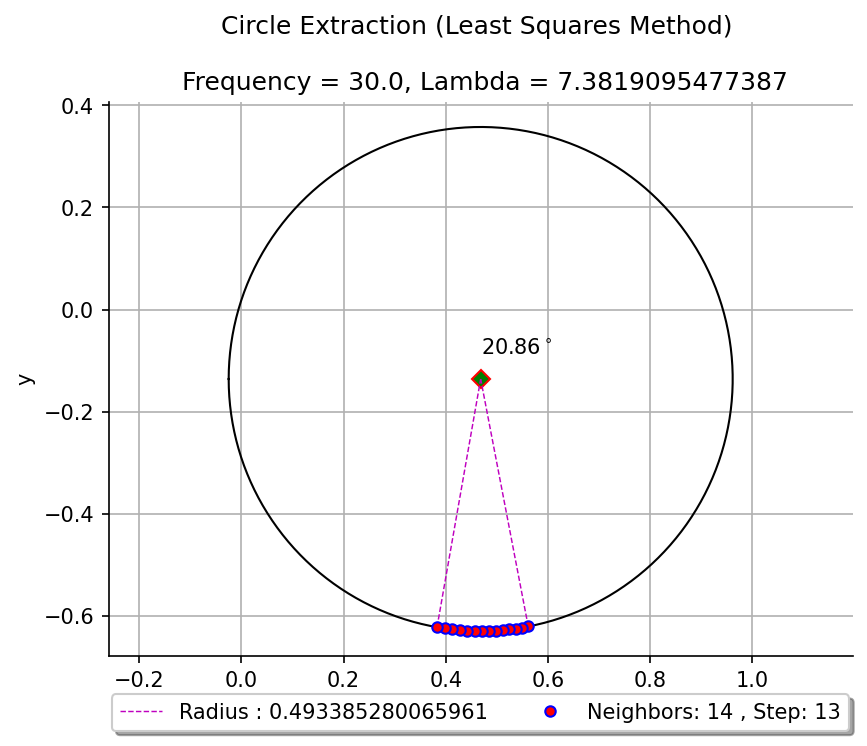 Circle Extraction (Least Squares Method)
Frequency = 30.0, Lambda = 7.3819095477387
0.4
0.2
0.0
−0.2
−0.4
−0.6
y
20.86°
−0.2 0.0 0.2 0.4 0.6 0.8 1.0
Radius : 0.493385280065961 Neighbors: 14 , Step: 13